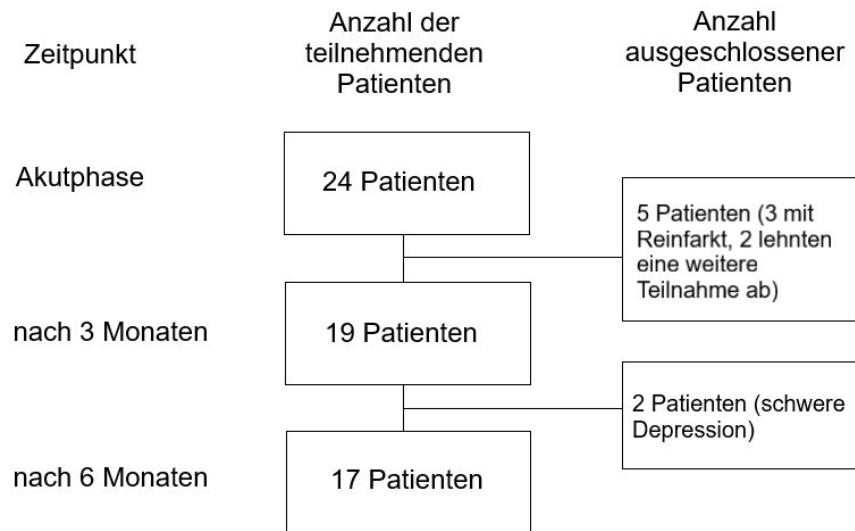 Zeitpunkt
Anzahl der
teilnehmenden
Patienten
Anzahl
ausgeschlossener
Patienten
Akutphase
24 Patienten
5 Patienten (3 mit
Reinfarkt, 2 lehnten
eine weitere
Teilnahme ab)
nach 3 Monaten
19 Patienten
2 Patienten (schwere
Depression)
nach 6 Monaten
17 Patienten